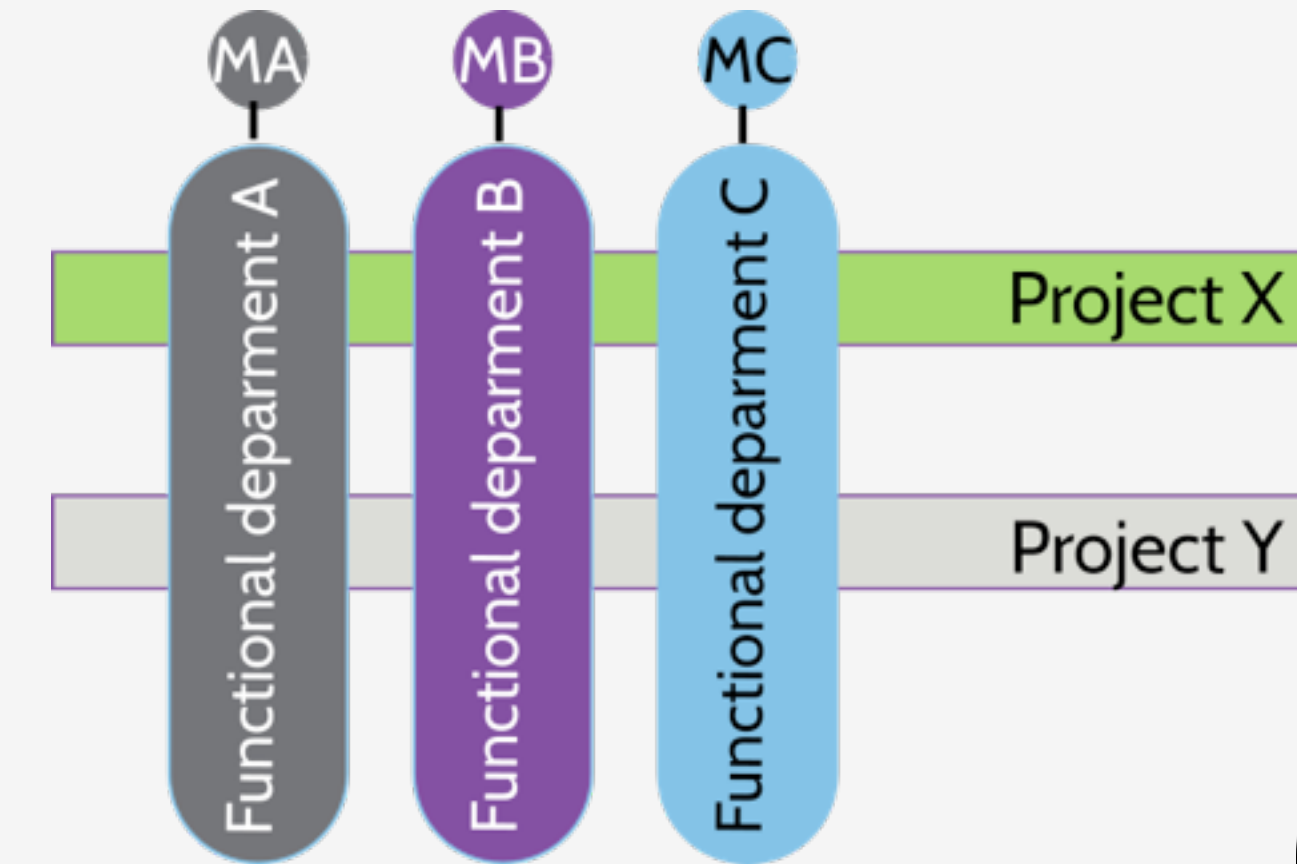 MA
MB
MC
Functional deparment A
Functional deparment B
Functional deparment C
Project X
Project Y